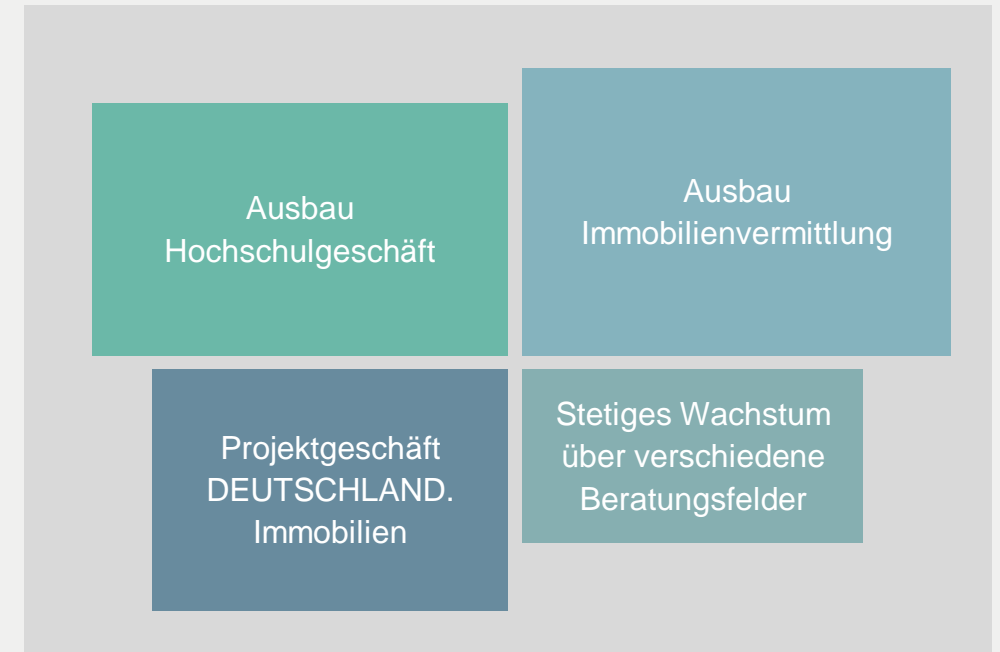 Ausbau
Hochschulgeschäft
Ausbau
Immobilienvermittlung
Projektgeschäft
DEUTSCHLAND.
Immobilien
Stetiges Wachstum
über verschiedene
Beratungsfelder